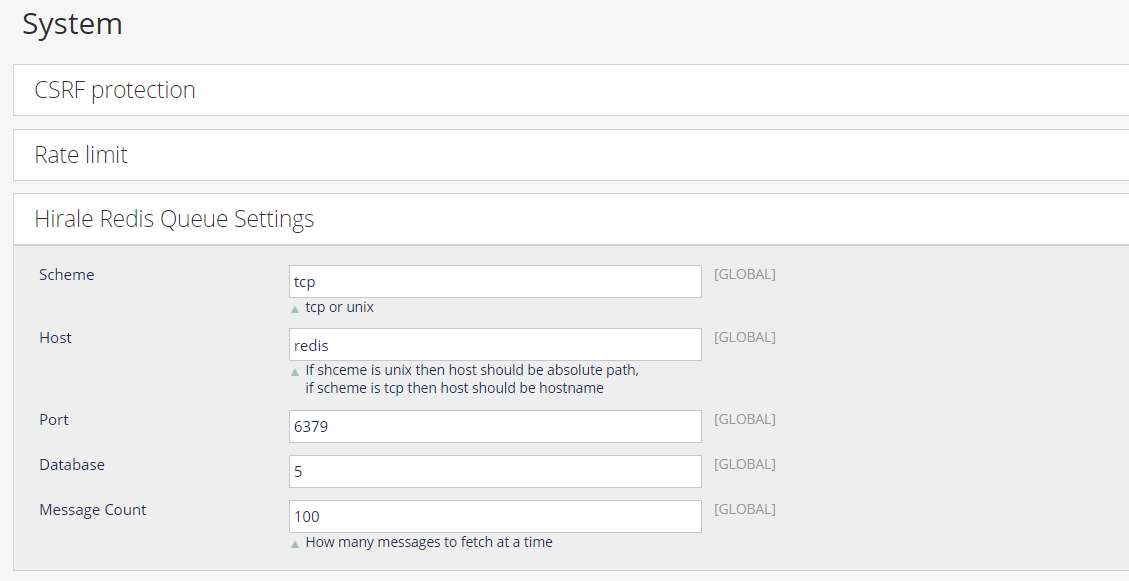 System
CSRF protection
Rate limit
Hirale Redis Queue Settings
Scheme
tcp
[GLOBAL]
tcp or unix
Host
redis
[GLOBAL]
If shceme is unix then host should be absolute path,
if scheme is tcp then host should be hostname
Port
6379
[GLOBAL]
Database
5
[GLOBAL]
Message Count
100
[GLOBAL]
How many messages to fetch at a time